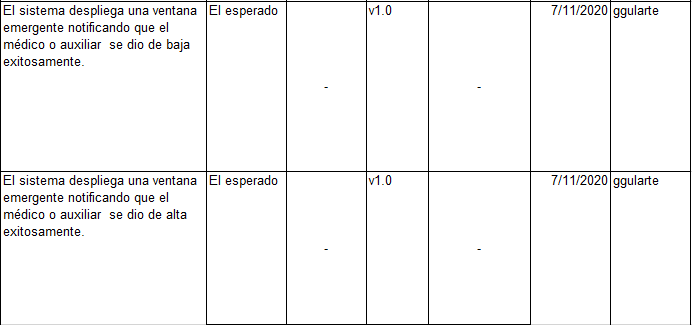 El sistema despliega una ventana
emergente notificando que el
médico o auxiliar  se dio de baja
exitosamente.
El esperado
-
v1.0
-
7/11/2020
ggularte
El sistema despliega una ventana
emergente notificando que el
médico o auxiliar  se dio de alta
exitosamente.
El esperado
-
v1.0
-
7/11/2020
ggularte